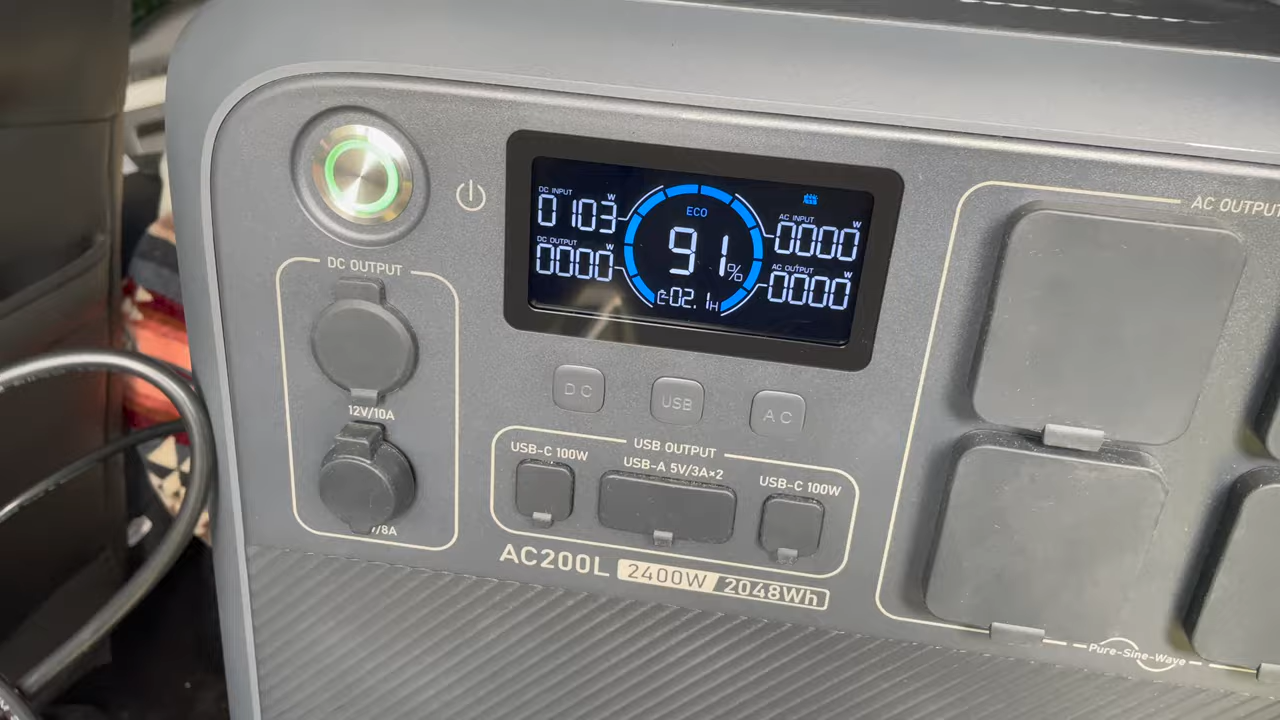 DC INPUT
0103 W
DC OUTPUT
0000 W
ECO
91 %
02.1H
AC INPUT
0000 W
AC OUTPUT
0000 W
DC OUTPUT
12V/10A
/8A
DC
USB
AC
USB OUTPUT
USB-C 100W
USB-A 5V/3A×2
USB-C 100W
AC200L 2400W 2048Wh
AC OUTPUT
Pure-Sine-Wave